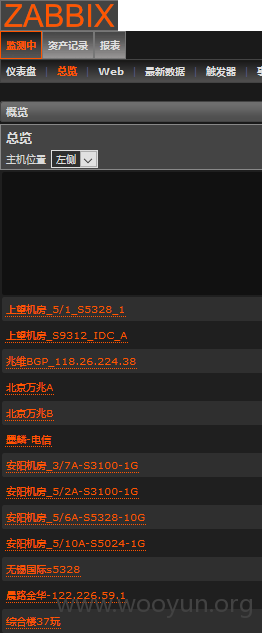 ZABBIX
监测中 资产记录 报表
仪表盘 总览 Web 最新数据 触发器
概览
总览
主机位置 左侧
上望机房_5/1_S5328_1
上望机房_S9312_IDC_A
兆维BGP_118.26.224.38
北京万兆A
北京万兆B
-电信
安阳机房_3/7A-S3100-1G
安阳机房_5/2A-S3100-1G
安阳机房_5/6A-S5328-10G
安阳机房_5/10A-S5024-1G
无锡国际s5328
晨路金华-122.226.59.1
综合楼37玩
www.wooyun.org